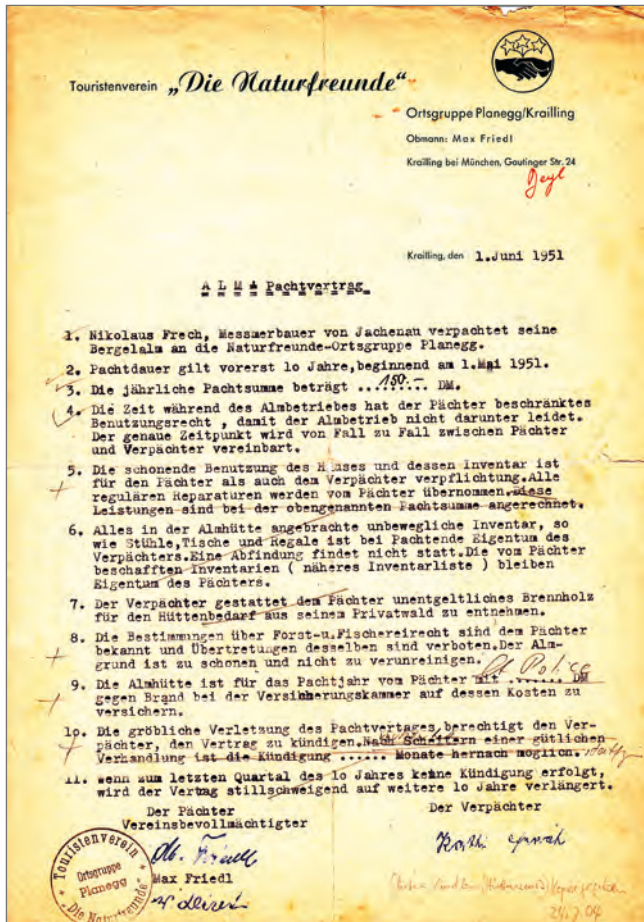 Touristenverein „Die Naturfreunde"
Ortsgruppe Planegg/Krailling
Obmann: Max Friedl
Krailling bei München, Gautinger Str. 24
Krailling, den 1.Juni 1951
A L M - Pachtvertrag
1. Nikolaus Frech, Messmerbauer von Jachenau verpachtet seine
Bergelalm an die Naturfreunde-Ortsgruppe Planegg.
2. Pachtdauer gilt vorerst lo Jahre,beginnend am 1.Mai 1951.
3. Die jährliche Pachtsumme beträgt ...150.-... DM.
4. Die Zeit während des Almbetriebes hat der Pächter beschränktes
Benutzungsrecht , damit der Almbetrieb nicht darunter leidet.
Der genaue Zeitpunkt wird von Fall zu Fall zwischen Pächter
und Verpächter vereinbart.
5. Die schonende Benutzung des Hauses und dessen Inventar ist
für den Pächter als auch dem Verpächter verpflichtung.Alle
regulären Reparaturen werden vom Pächter übernommen.Diese
Leistungen sind bei der obengenannten Pachtsumme angerechnet.
6. Alles in der Almhütte angebrachte unbewegliche Inventar, so
wie Stühle,Tische und Regale ist bei Pachtende Eigentum des
Verpächters.Eine Abfindung findet nicht statt.Die vom Pächter
beschafften Inventarien ( näheres Inventarliste ) bleiben
Eigentum des Pächters.
7. Der Verpächter gestattet dem Pächter unentgeltliches Brennholz
für den Hüttenbedarf aus seinem Privatwald zu entnehmen.
8. Die Bestimmungen über Forst-u.Fischereirecht sind dem Pächter
bekannt und Übertretungen desselben sind verboten.Der Alm-
grund ist zu schonen und nicht zu verunreinigen.
9. Die Almhütte ist für das Pachtjahr vom Pächter mit ....... DM
gegen Brand bei der Versicherungskammer auf dessen Kosten zu
versichern.
lo. Die gröbliche Verletzung des Pachtvertages,berechtigt den Ver-
pächter, den Vertrag zu kündigen.Nach Scheitern einer gütlichen
Verhandlung ist die Kündigung ...... Monate hernach möglich.
11. wenn zum letzten Quartal des lo Jahres keine Kündigung erfolgt,
wird der Vertrag stillschweigend auf weitere lo Jahre verlängert.
Der Pächter Der Verpächter
Vereinsbevollmächtigter
Max Friedl
Touristenverein
Ortsgruppe
Planegg
"Die Naturfreunde"
24.7.04